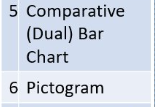 5 Comparative
(Dual) Bar
Chart
6 Pictogram